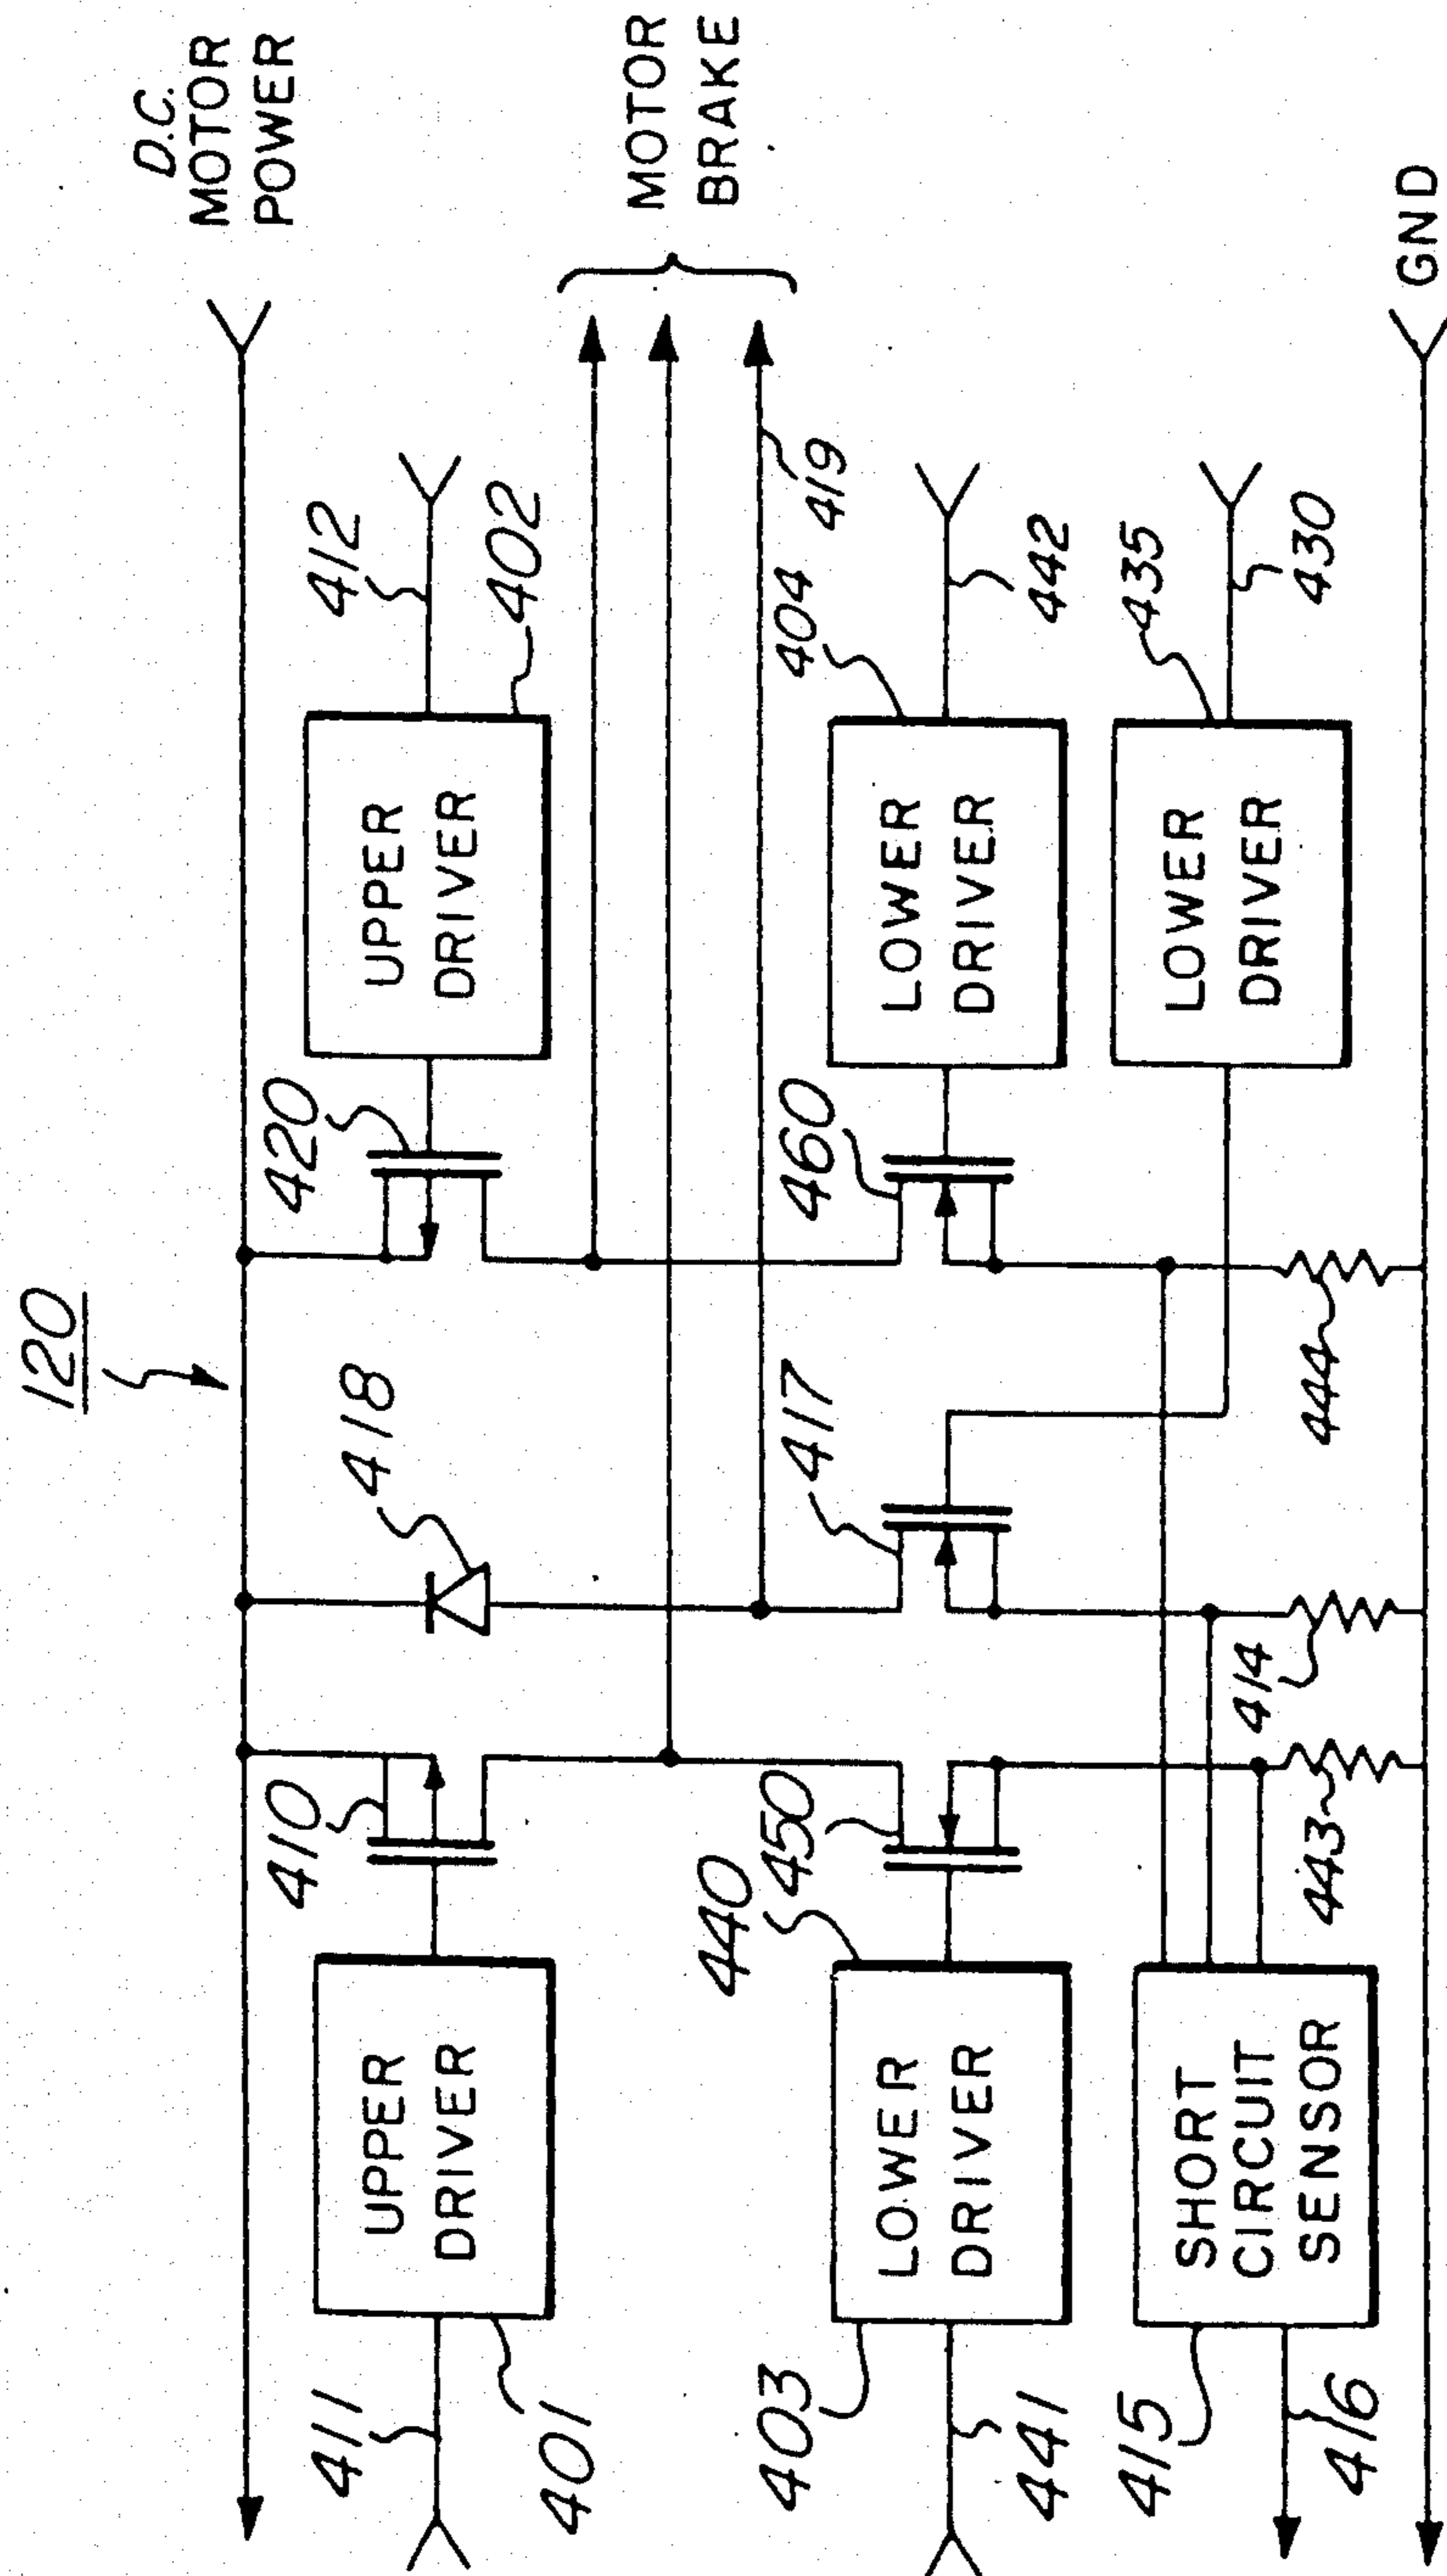 120
D.C.
MOTOR
POWER
411
UPPER
DRIVER
401
410
418
420
UPPER
DRIVER
412
402
MOTOR
BRAKE
419
440
450
403
LOWER
DRIVER
441
417
460
LOWER
DRIVER
404
442
415
SHORT
CIRCUIT
SENSOR
416
443
414
444
LOWER
DRIVER
435
430
GND